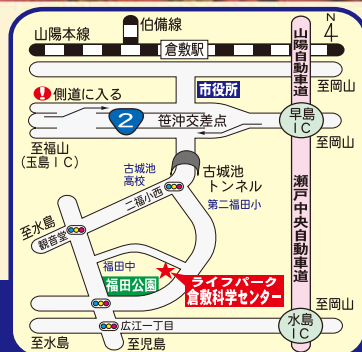 伯備線
N
4
山陽本線
倉敷駅
山陽自動車道
市役所
至岡山
側道に入る
2
笹沖交差点
早島
IC
至福山
(玉島IC)
至岡山
古城池
高校
古城池
トンネル
二福小西
第二福田小
瀬戸中央自動車道
至水島
観音堂
福田中
福田公園
ライフパーク
倉敷科学センター
至岡山
広江一丁目
水島
IC
至水島
至児島